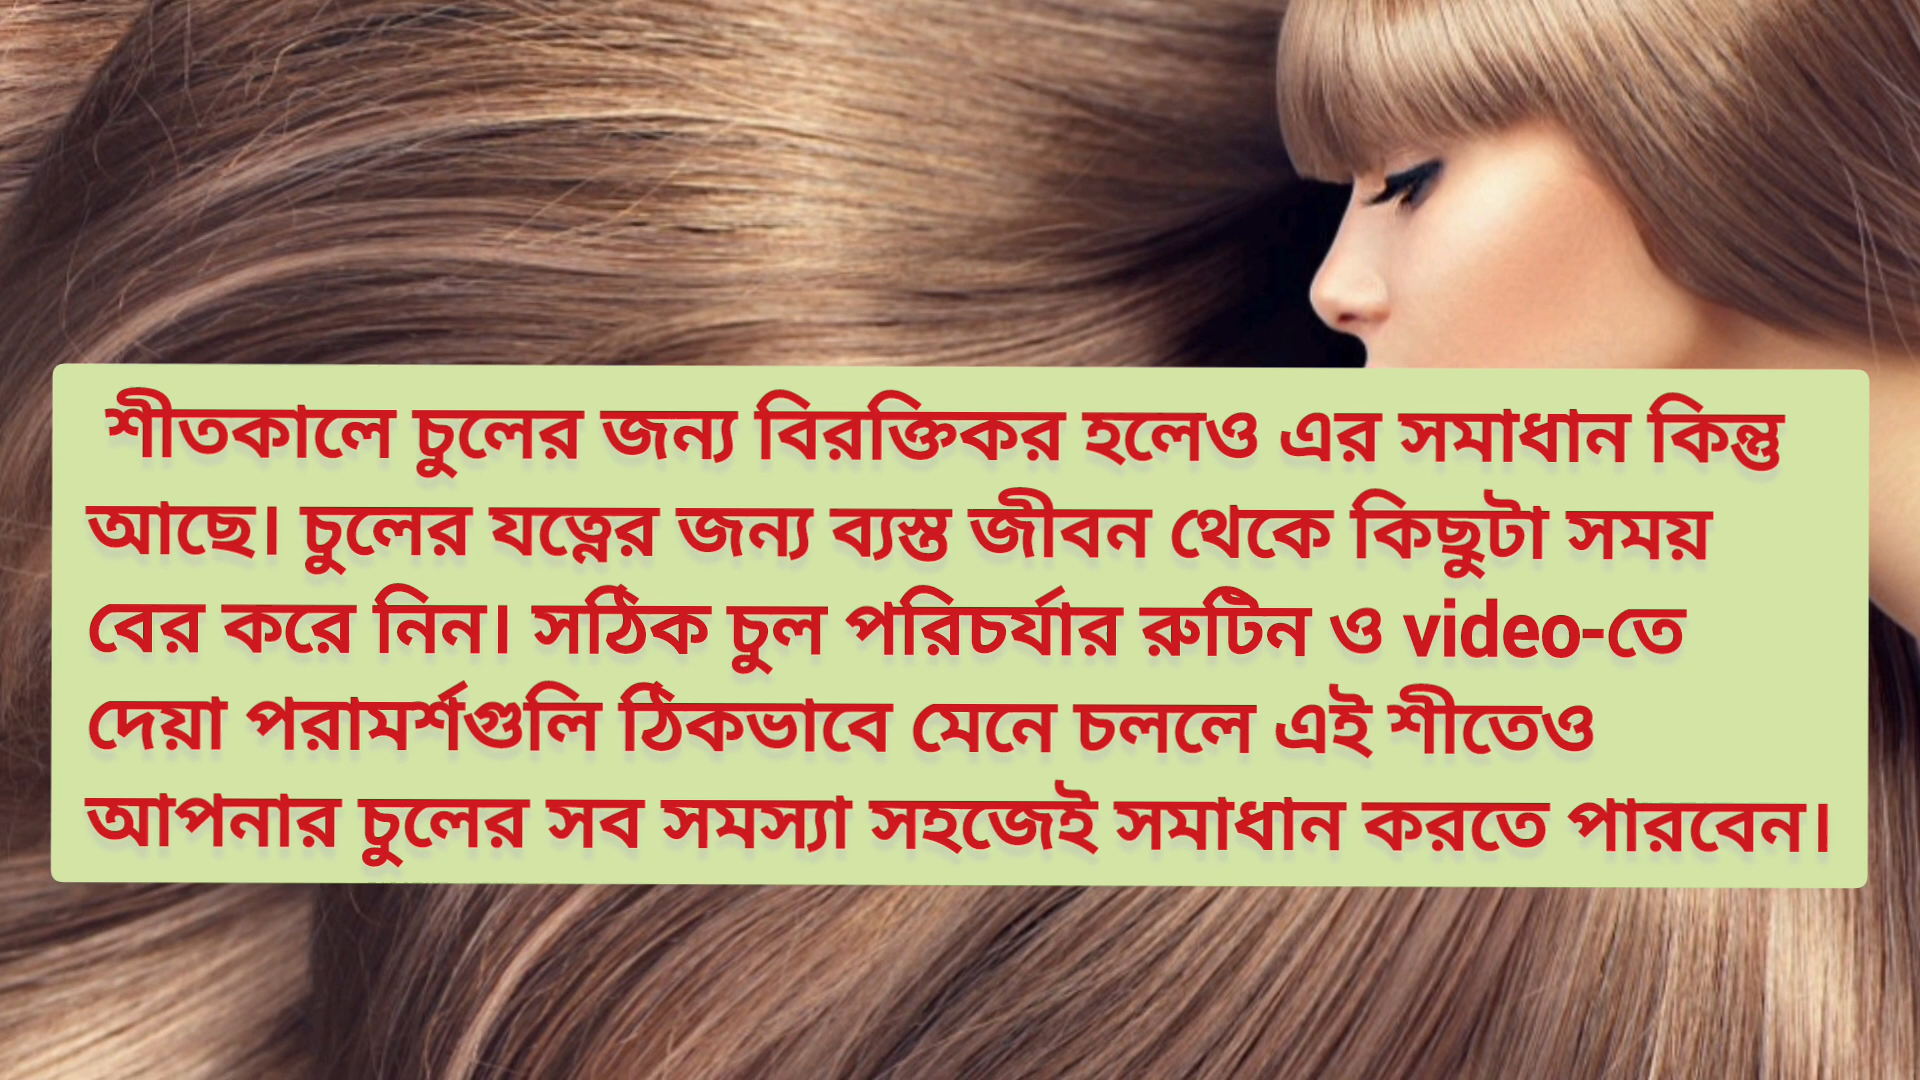 শীতকালে চুলের জন্য বিরক্তিকর হলেও এর সমাধান কিন্তু
আছে। চুলের যত্নের জন্য ব্যস্ত জীবন থেকে কিছুটা সময়
বের করে নিন। সঠিক চুল পরিচর্যার রুটিন ও video-তে
দেয়া পরামর্শগুলি ঠিকভাবে মেনে চললে এই শীতেও
আপনার চুলের সব সমস্যা সহজেই সমাধান করতে পারবেন।